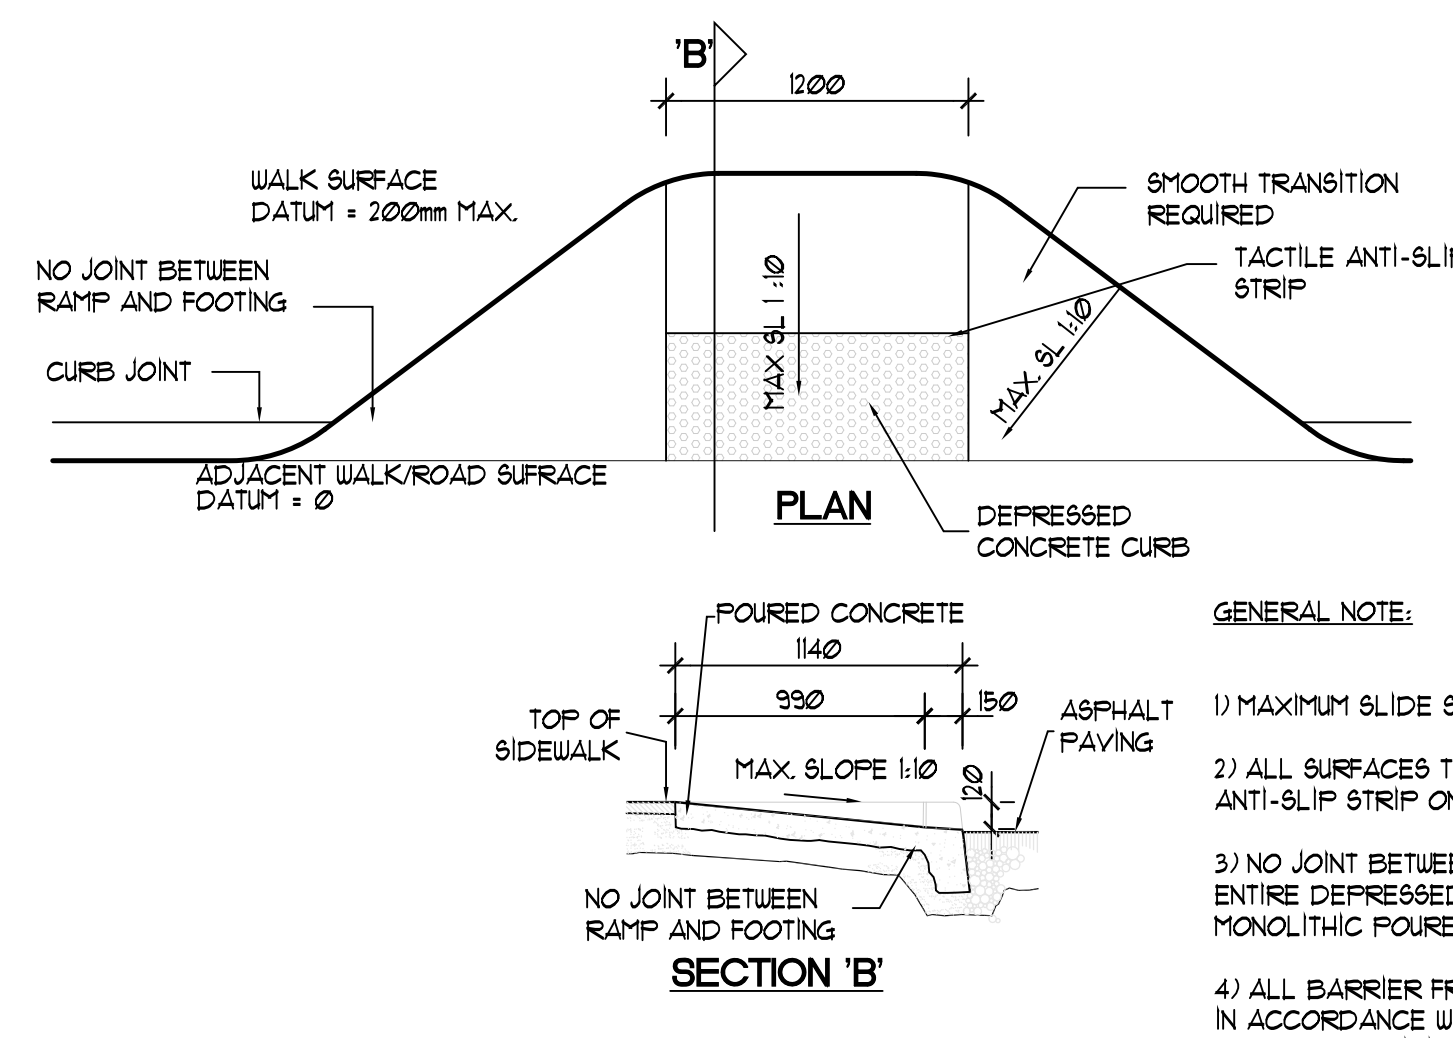 'B'
1200
WALK SURFACE
DATUM = 200mm MAX.
SMOOTH TRANSITION
REQUIRED
NO JOINT BETWEEN
RAMP AND FOOTING
TACTILE ANTI-SLI
STRIP
MAX SL 1 :10
MAX. SL 1:10
CURB JOINT
ADJACENT WALK/ROAD SUFRACE
DATUM = 0
PLAN
DEPRESSED
CONCRETE CURB
POURED CONCRETE
1140
990
150
TOP OF
SIDEWALK
ASPHALT
PAVING
MAX. SLOPE 1:10
120
NO JOINT BETWEEN
RAMP AND FOOTING
SECTION 'B'
GENERAL NOTE:
1) MAXIMUM SLIDE S
2) ALL SURFACES T
ANTI-SLIP STRIP ON
3) NO JOINT BETWEE
ENTIRE DEPRESSED
MONOLITHIC POURE
4) ALL BARRIER FR
IN ACCORDANCE W